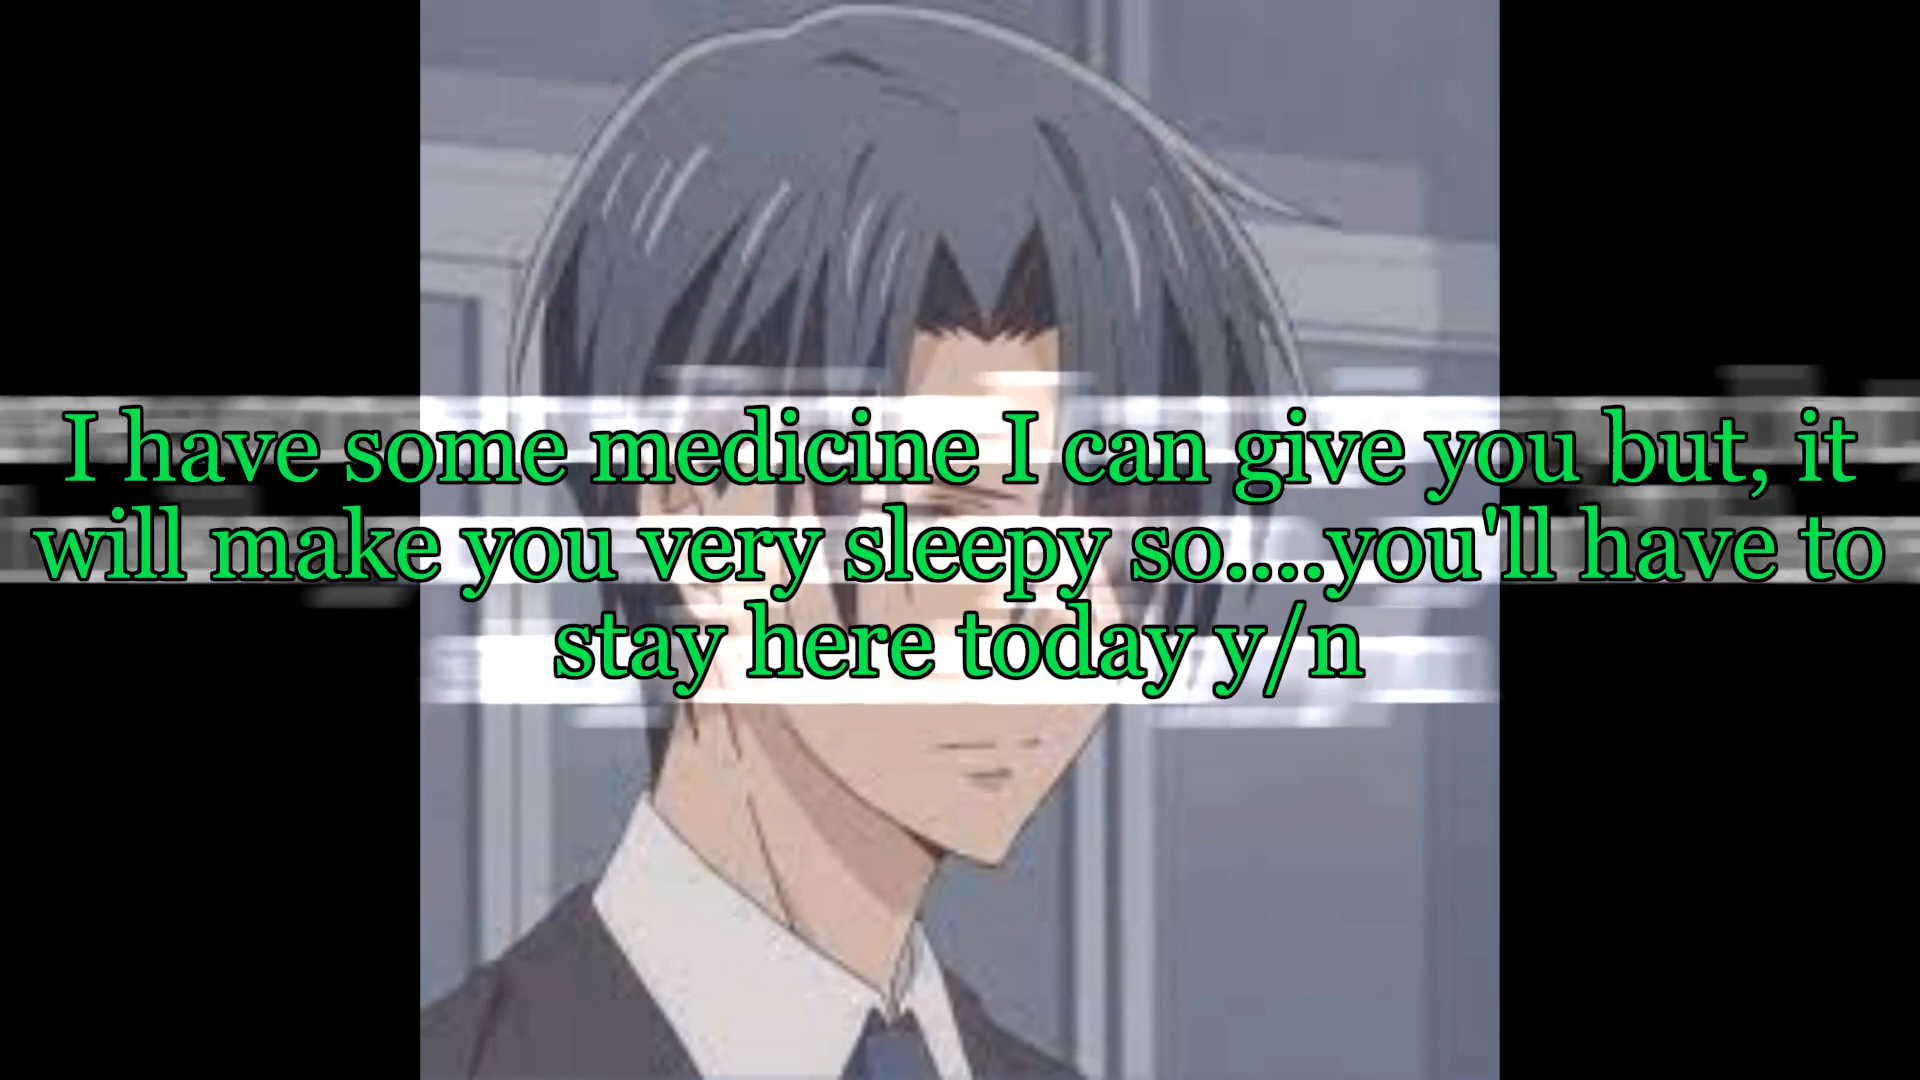 I have some medicine I can give you but, it
will make you very sleepy so....you'll have to
stay here today y/n